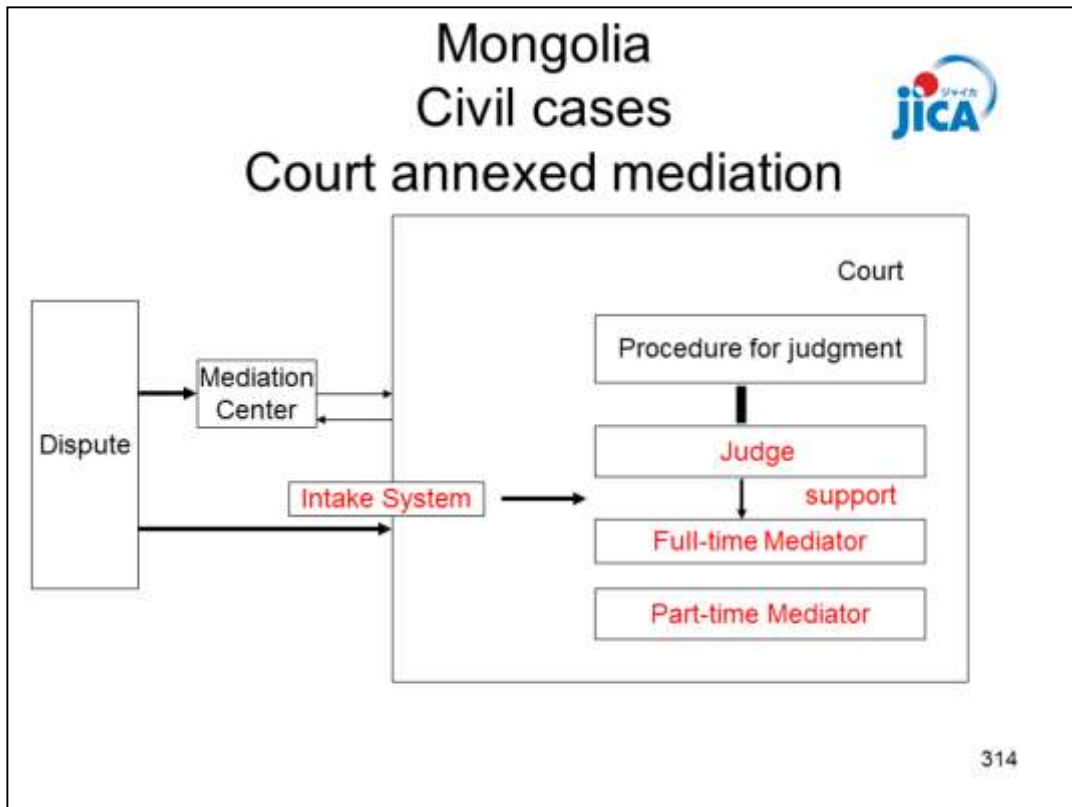 Mongolia
Civil cases
Court annexed mediation
ジャイカ
jICA
Court
Procedure for judgment
Mediation
Center
Dispute
Judge
Intake System
support
Full-time Mediator
Part-time Mediator
314